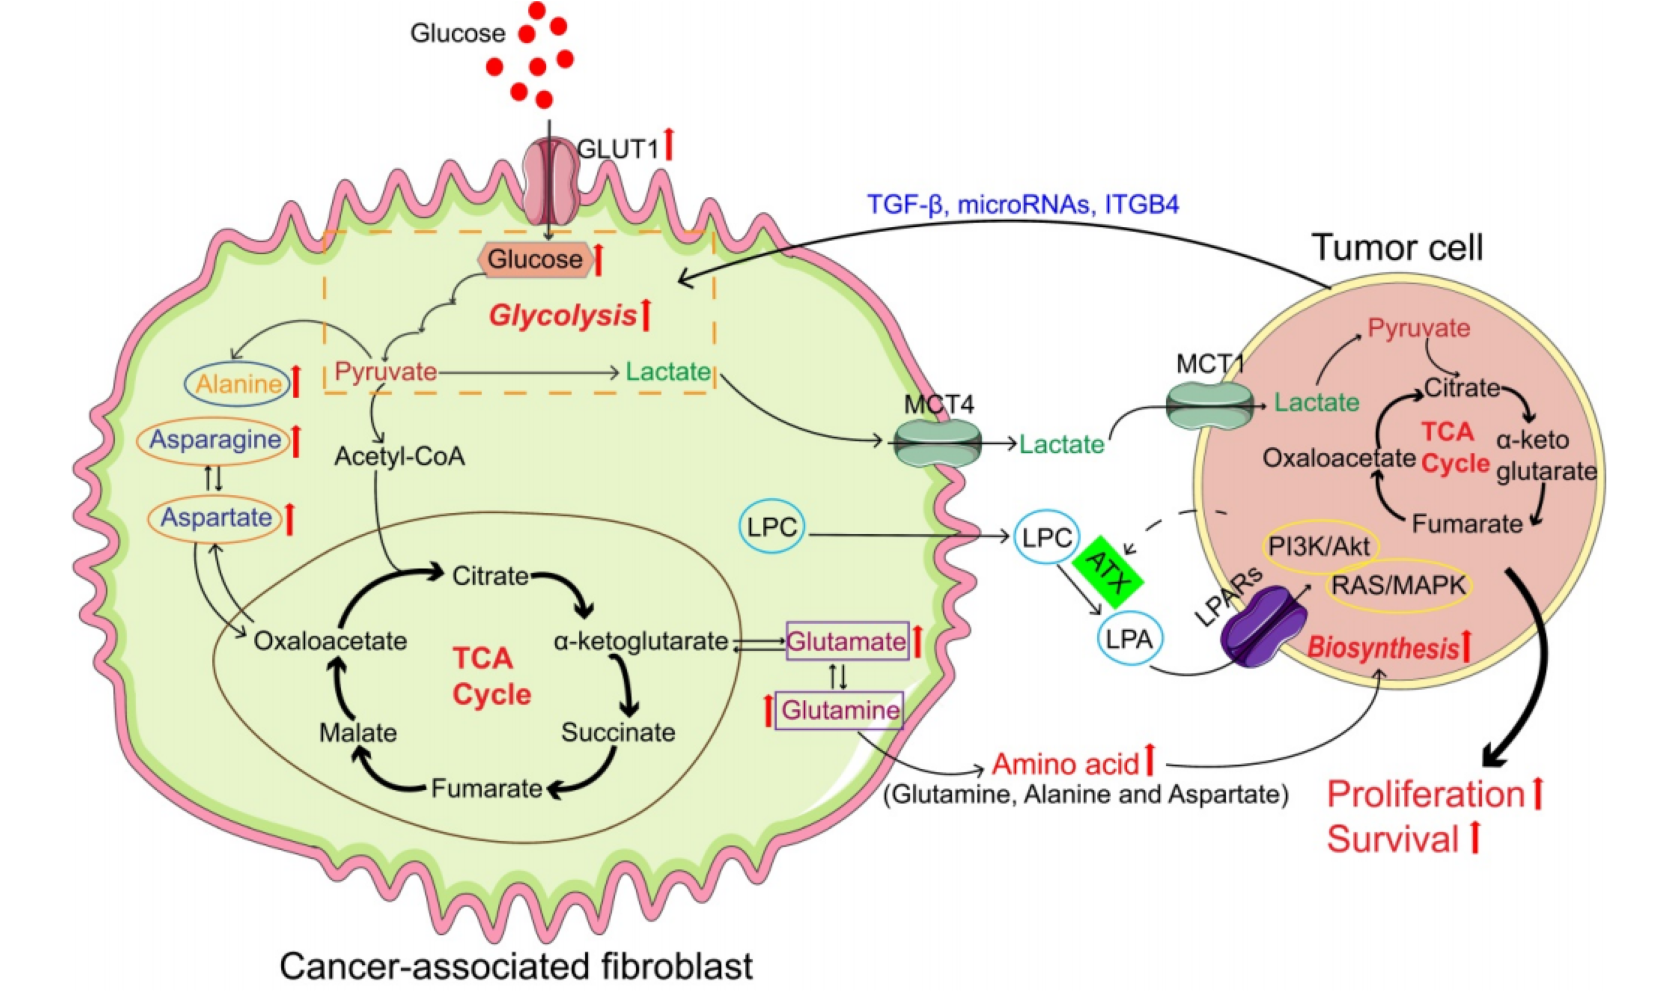 Glucose
GLUT1
TGF-β, microRNAs, ITGB4
Tumor cell
Glucose
Glycolysis
Pyruvate
Lactate
Alanine
Asparagine
Aspartate
Acetyl-CoA
MCT4
Lactate
MCT1
Lactate
Pyruvate
Citrate
TCA
Cycle
α-keto
glutarate
Oxaloacetate
Fumarate
LPC
LPC
ATX
LPA
LPARs
PI3K/Akt
RAS/MAPK
Biosynthesis
Citrate
Oxaloacetate
α-ketoglutarate
TCA
Cycle
Glutamate
Glutamine
Malate
Succinate
Fumarate
Amino acid
(Glutamine, Alanine and Aspartate)
Proliferation
Survival
Cancer-associated fibroblast